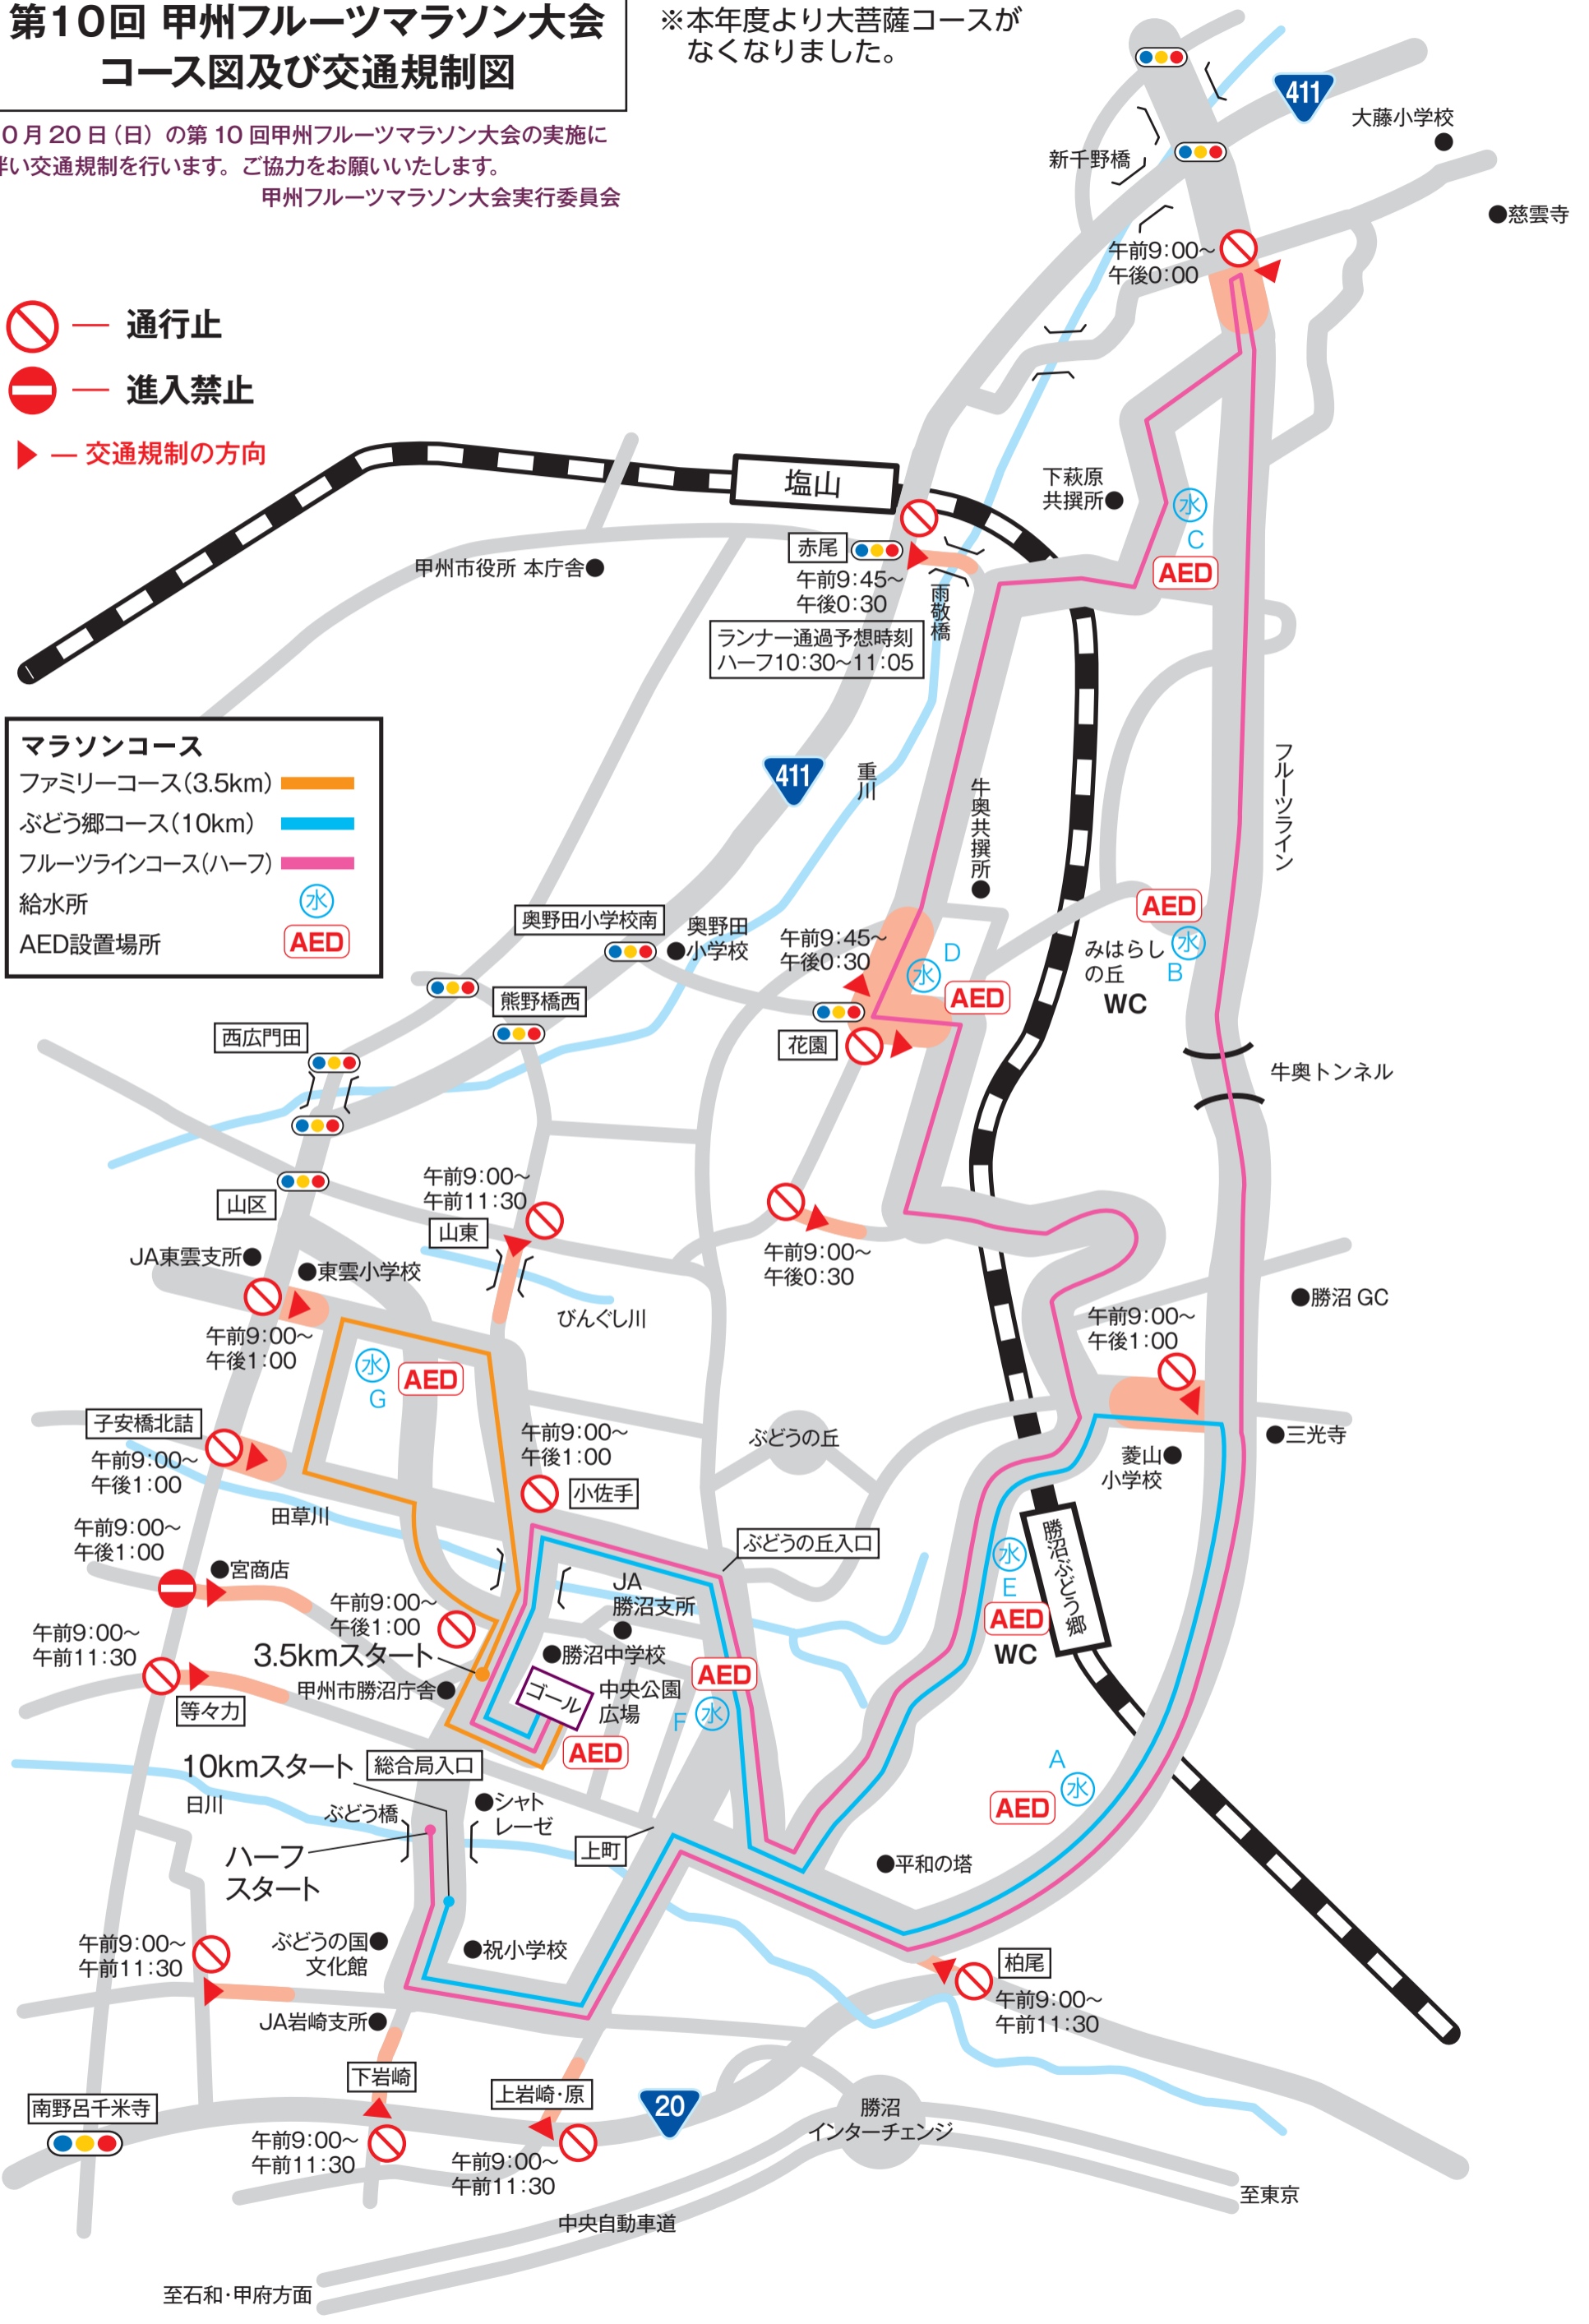 第10回 甲州フルーツマラソン大会
コース図及び交通規制図
※本年度より大菩薩コースが
なくなりました。
0月20日（日）の第10回甲州フルーツマラソン大会の実施に
伴い交通規制を行います。ご協力をお願いいたします。
甲州フルーツマラソン大会実行委員会
411
大藤小学校
新千野橋
慈雲寺
午前9:00～
午後0:00
通行止
進入禁止
交通規制の方向
塩山
下萩原
共撰所
水
C
AED
甲州市役所 本庁舎
赤尾
午前9:45～
午後0:30
雨敬橋
ランナー通過予想時刻
ハーフ10:30～11:05
マラソンコース
ファミリーコース(3.5km)
ぶどう郷コース(10km)
フルーツラインコース(ハーフ)
給水所
水
AED設置場所
AED
411
重川
牛奥共撰所
フルーツライン
奥野田小学校南
奥野田
小学校
午前9:45～
午後0:30
D
水
AED
花園
AED
みはらし
の丘
水
B
WC
熊野橋西
西広門田
牛奥トンネル
山区
午前9:00～
午前11:30
山東
午前9:00～
午後0:30
JA東雲支所
東雲小学校
びんぐし川
勝沼 GC
午前9:00～
午後1:00
午前9:00～
午後1:00
水
G
AED
子安橋北詰
午前9:00～
午後1:00
午前9:00～
午後1:00
小佐手
ぶどうの丘
三光寺
菱山
小学校
田草川
午前9:00～
午後1:00
宮商店
ぶどうの丘入口
勝沼ぶどう郷
水
E
AED
WC
JA
勝沼支所
午前9:00～
午後1:00
午前9:00～
午前11:30
3.5kmスタート
勝沼中学校
甲州市勝沼庁舎
ゴール
中央公園
広場
AED
F
水
等々力
AED
10kmスタート
総合局入口
日川
ぶどう橋
シャト
レーゼ
A
水
AED
ハーフ
スタート
上町
平和の塔
午前9:00～
午前11:30
ぶどうの国
文化館
祝小学校
柏尾
午前9:00～
午前11:30
JA岩崎支所
下岩崎
上岩崎・原
20
南野呂千米寺
午前9:00～
午前11:30
午前9:00～
午前11:30
勝沼
インターチェンジ
至東京
中央自動車道
至石和・甲府方面